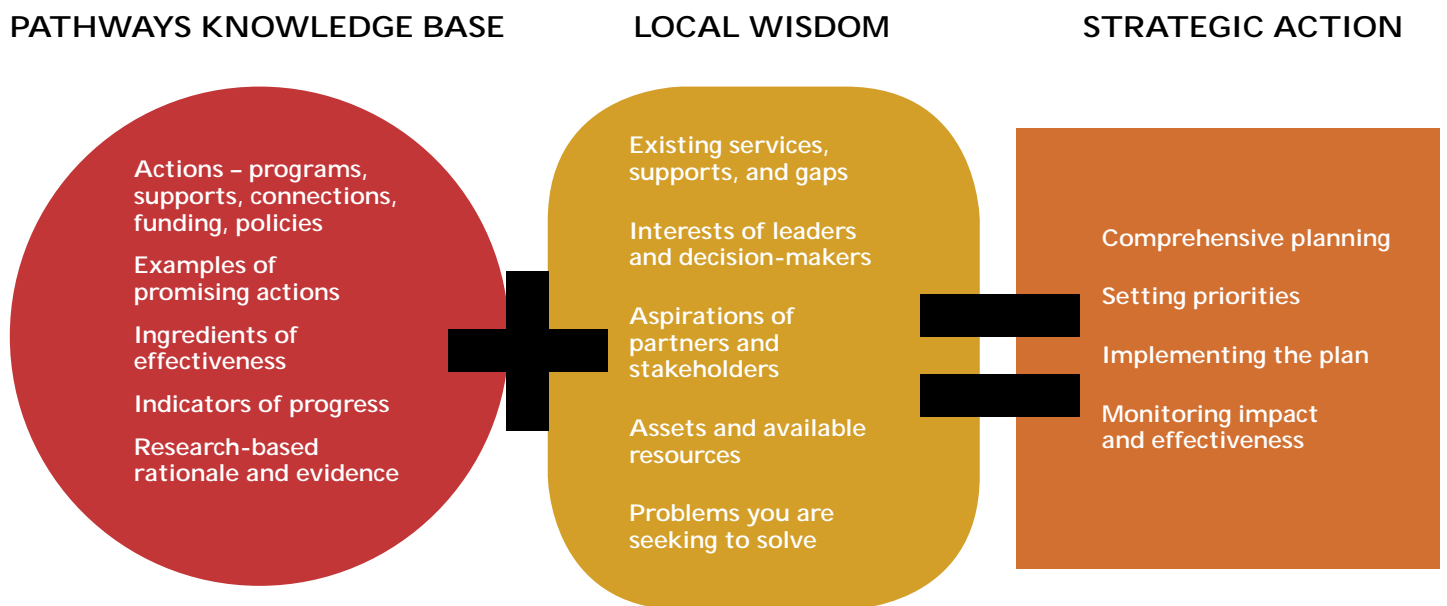 PATHWAYS KNOWLEDGE BASE
Actions – programs,
supports, connections,
funding, policies
Examples of
promising actions
Ingredients of
effectiveness
Indicators of progress
Research-based
rationale and evidence
LOCAL WISDOM
Existing services,
supports, and gaps
Interests of leaders
and decision-makers
Aspirations of
partners and
stakeholders
Assets and available
resources
Problems you are
seeking to solve
STRATEGIC ACTION
Comprehensive planning
Setting priorities
Implementing the plan
Monitoring impact
and effectiveness